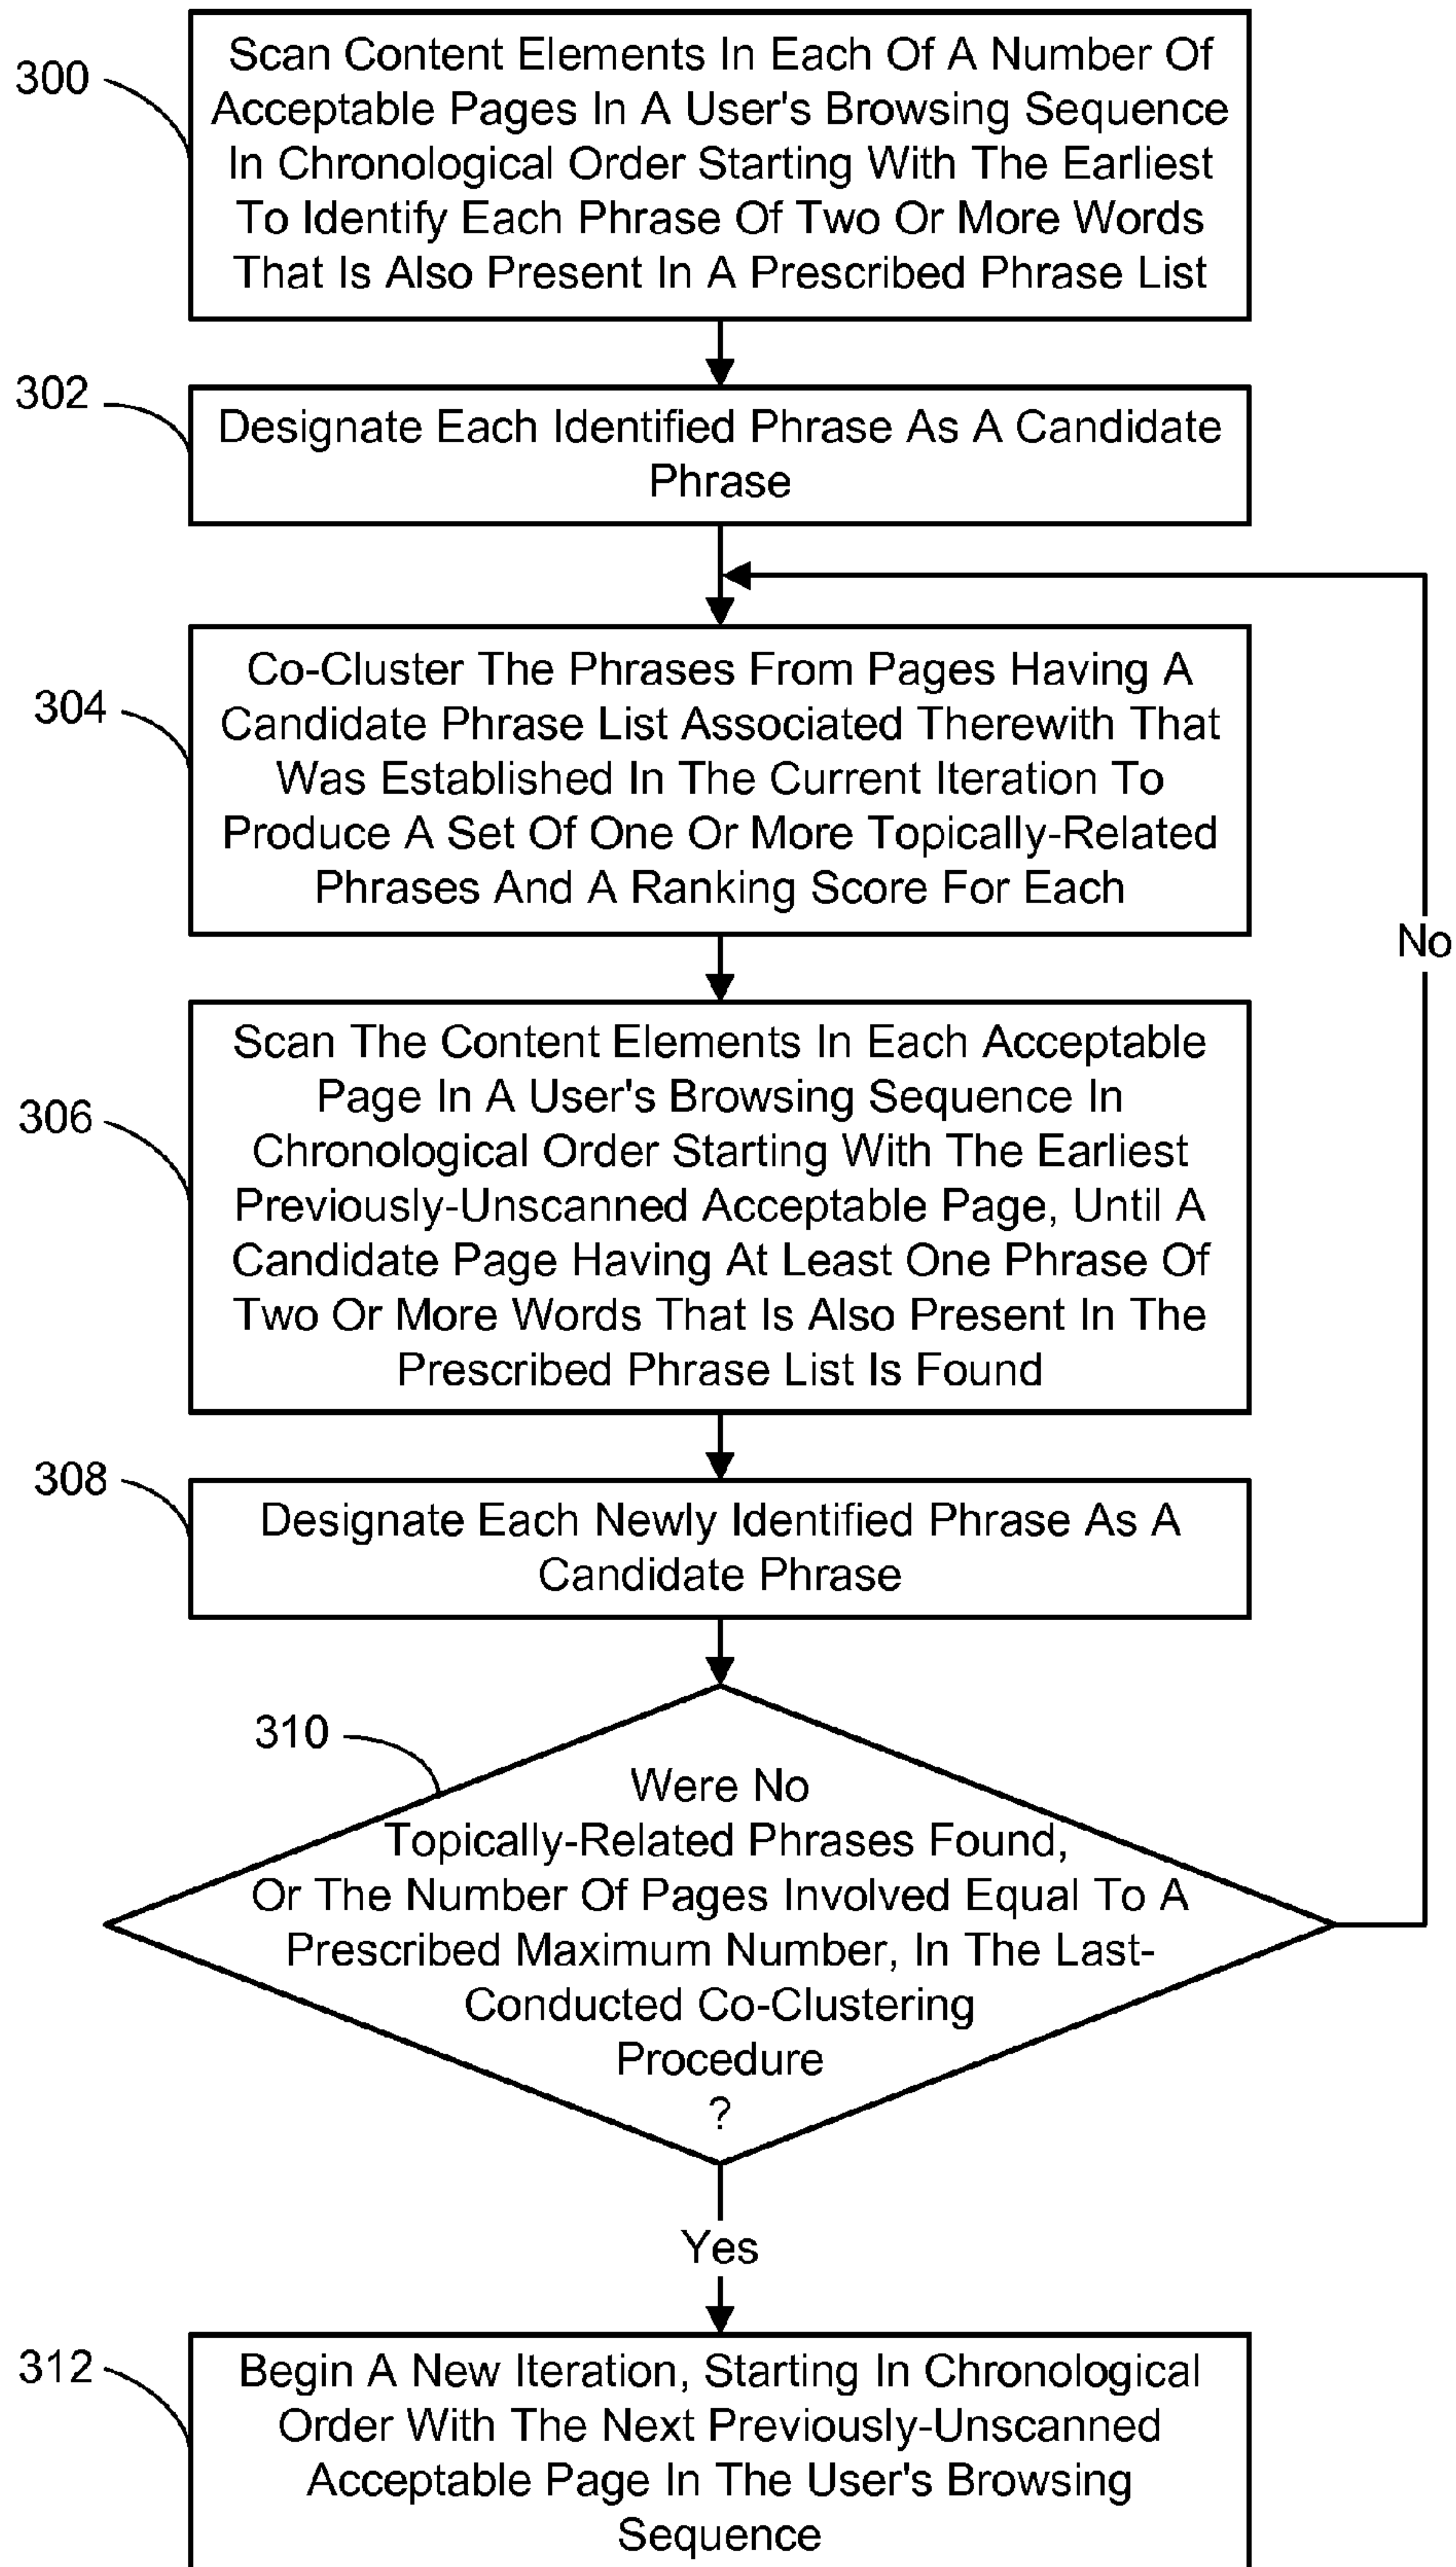 300
Scan Content Elements In Each Of A Number Of
Acceptable Pages In A User's Browsing Sequence
In Chronological Order Starting With The Earliest
To Identify Each Phrase Of Two Or More Words
That Is Also Present In A Prescribed Phrase List
302
Designate Each Identified Phrase As A Candidate
Phrase
304
Co-Cluster The Phrases From Pages Having A
Candidate Phrase List Associated Therewith That
Was Established In The Current Iteration To
Produce A Set Of One Or More Topically-Related
Phrases And A Ranking Score For Each
No
306
Scan The Content Elements In Each Acceptable
Page In A User's Browsing Sequence In
Chronological Order Starting With The Earliest
Previously-Unscanned Acceptable Page, Until A
Candidate Page Having At Least One Phrase Of
Two Or More Words That Is Also Present In The
Prescribed Phrase List Is Found
308
Designate Each Newly Identified Phrase As A
Candidate Phrase
310
Were No
Topically-Related Phrases Found,
Or The Number Of Pages Involved Equal To A
Prescribed Maximum Number, In The Last-
Conducted Co-Clustering
Procedure
?
Yes
312
Begin A New Iteration, Starting In Chronological
Order With The Next Previously-Unscanned
Acceptable Page In The User's Browsing
Sequence